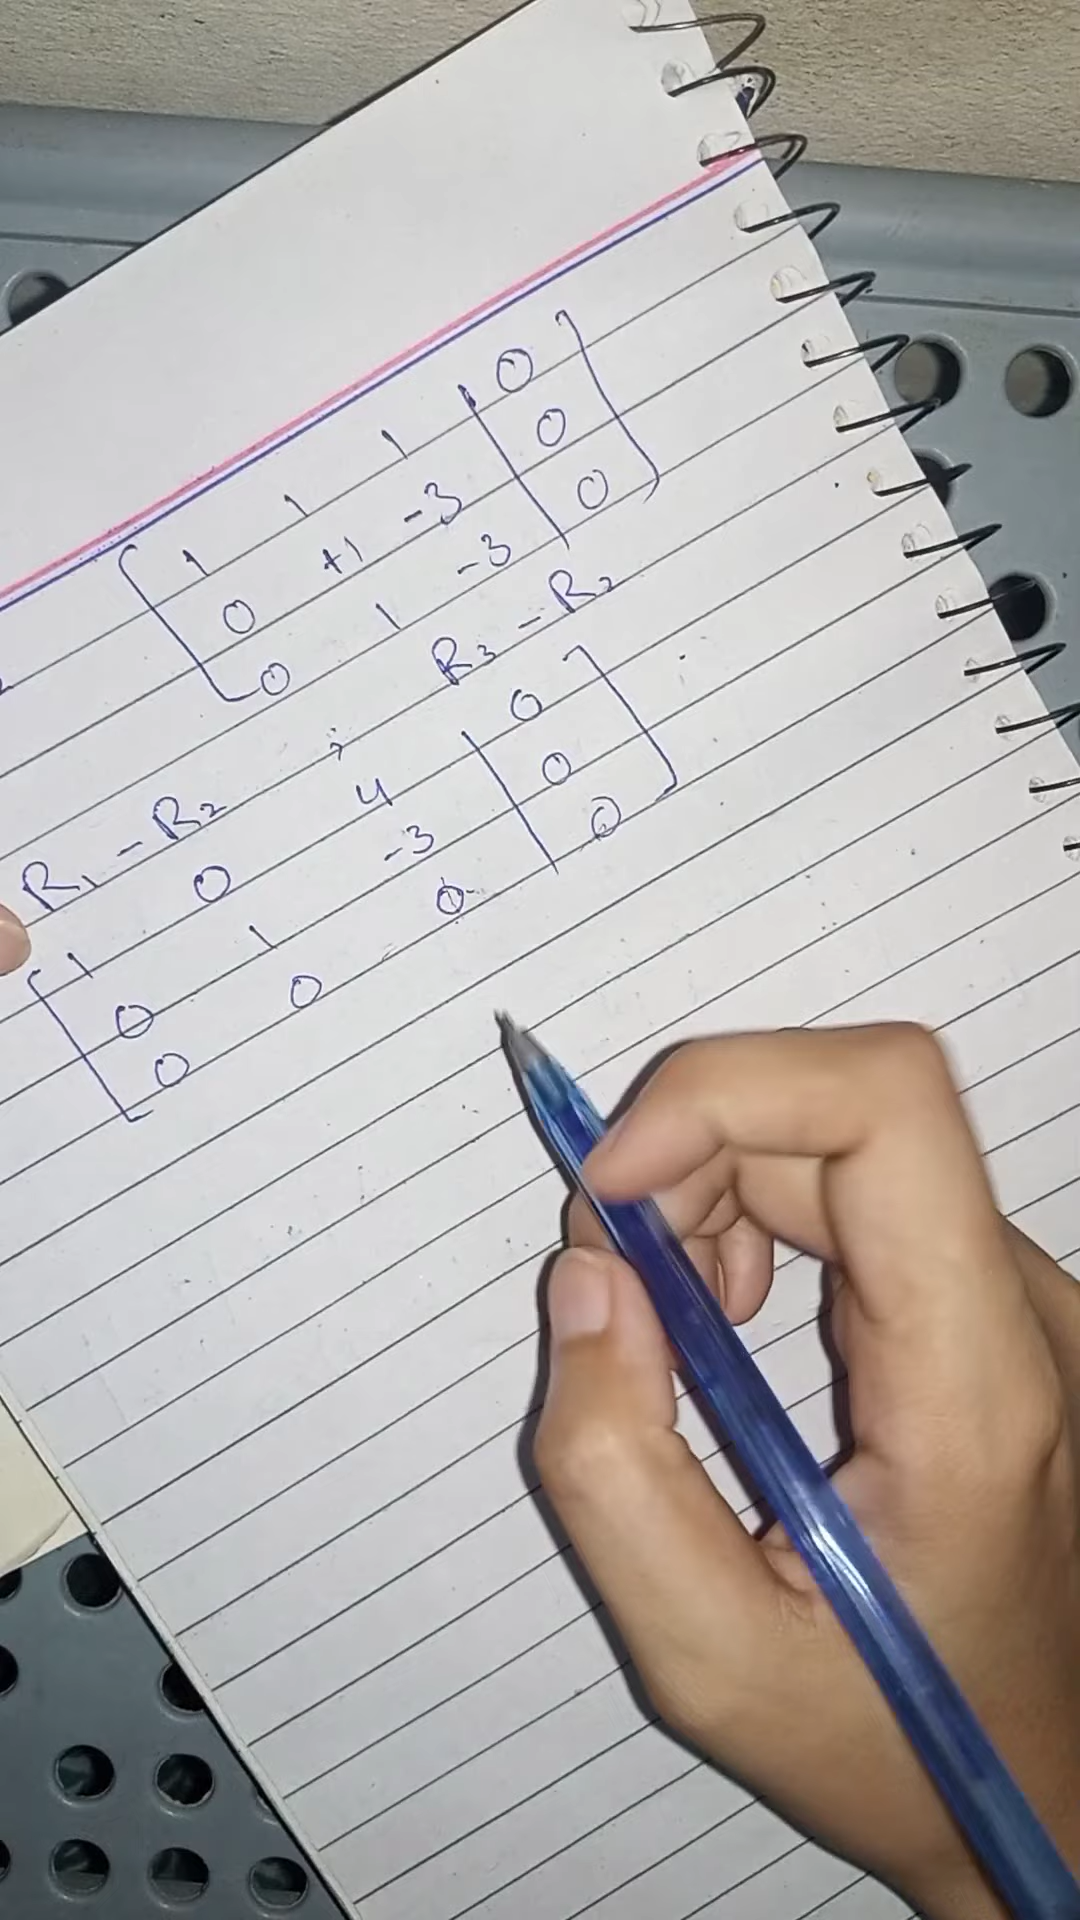 [ 1 1 1 | 0
0 +1 -3 | 0
0 1 -3 | 0 ]
R₁ - R₂ ; R₃ - R₂
[ 1 0 4 | 0
0 1 -3 | 0
0 0 0 | 0 ]